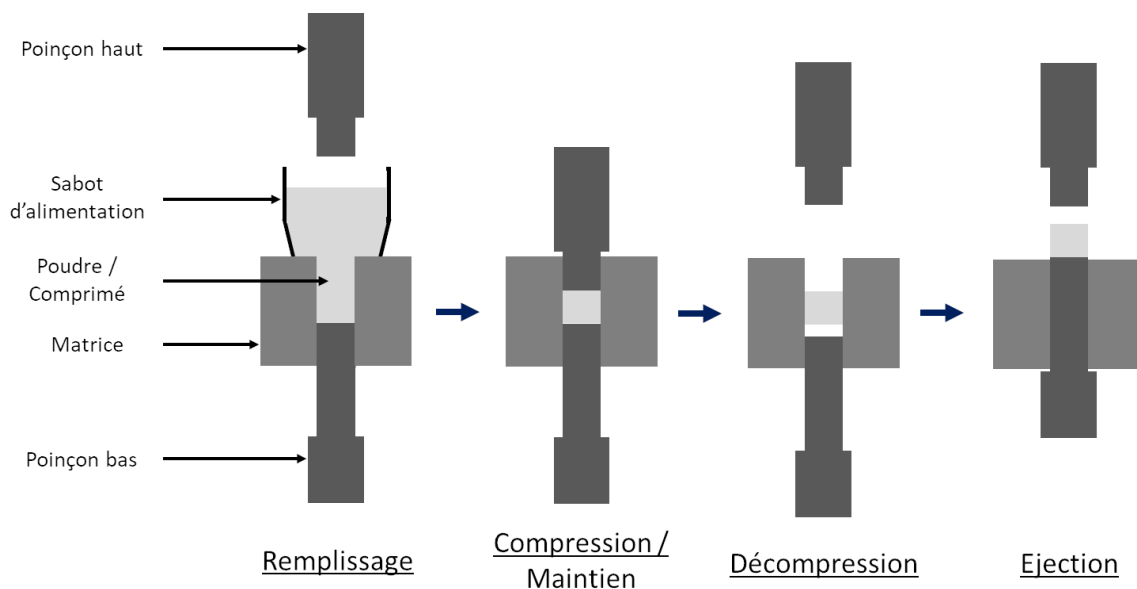 Poinçon haut
Sabot
d'alimentation
Poudre /
Comprimé
Matrice
Poinçon bas
Remplissage
Compression /
Maintien
Décompression
Ejection